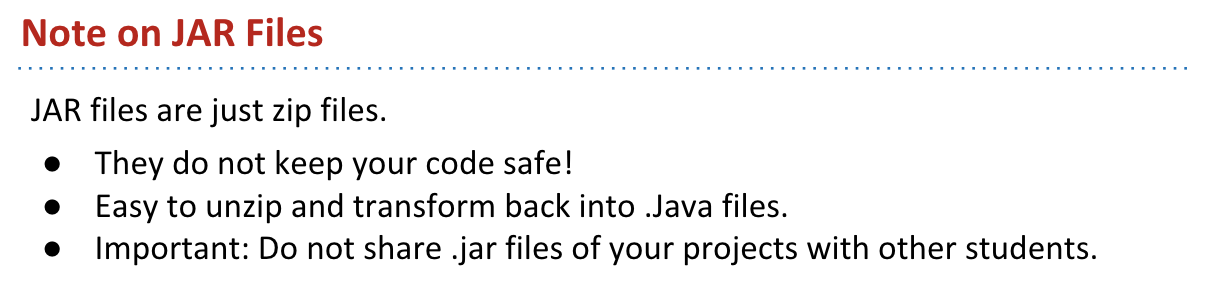 Note on JAR Files
JAR files are just zip files.
● They do not keep your code safe!
● Easy to unzip and transform back into .Java files.
● Important: Do not share .jar files of your projects with other students.